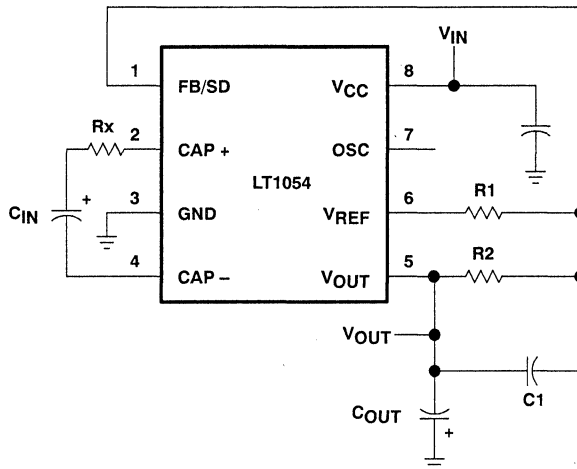 VIN
1 FB/SD VCC 8
Rx 2 CAP + OSC 7
LT1054
CIN + 3 GND VREF 6 R1
4 CAP – VOUT 5 R2
VOUT
C1
COUT +